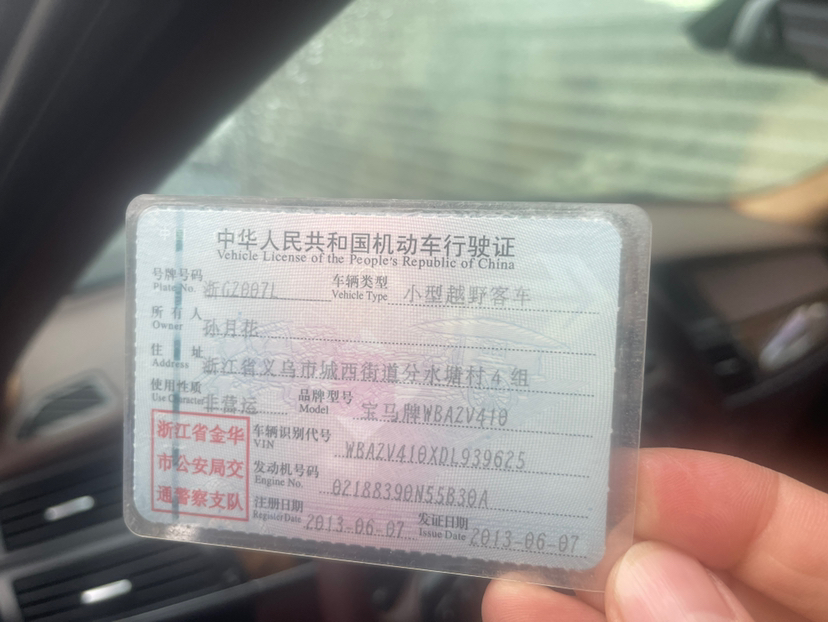 中华人民共和国机动车行驶证
Vehicle License of the People's Republic of China
号牌号码 Plate No. 浙GZ007L 车辆类型 Vehicle Type 小型越野客车
所有人 Owner 孙月花
住址 Address 浙江省义乌市城西街道分水塘村4组
使用性质 Use Character 非营运 品牌型号 Model 宝马牌WBAZV410
浙江省金华
市公安局交
通警察支队
车辆识别代号 VIN WBAZV410XDL939625
发动机号码 Engine No. 02188390N55B30A
注册日期 Register Date 2013-06-07 发证日期 Issue Date 2013-06-07